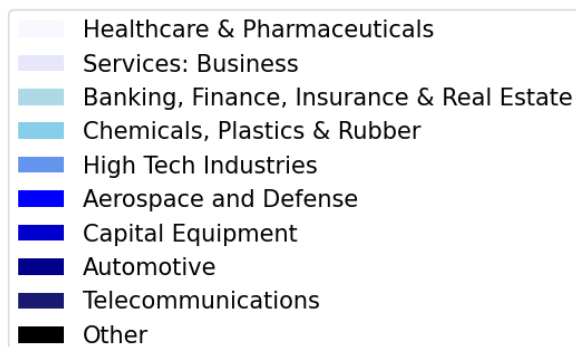 Healthcare & Pharmaceuticals
Services: Business
Banking, Finance, Insurance & Real Estate
Chemicals, Plastics & Rubber
High Tech Industries
Aerospace and Defense
Capital Equipment
Automotive
Telecommunications
Other